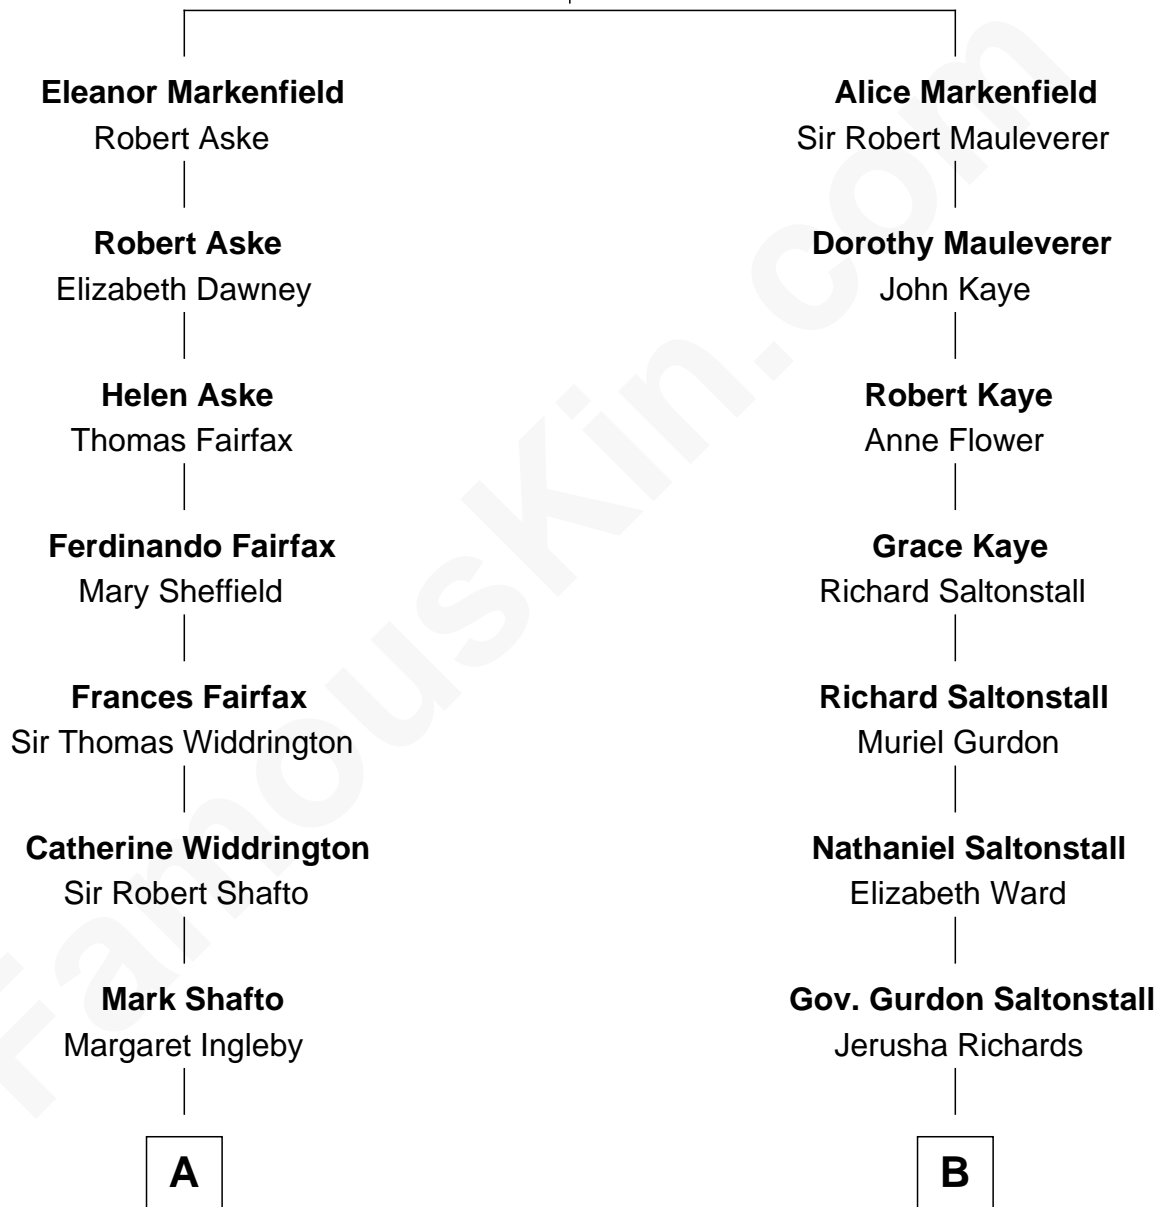 Eleanor Markenfield
Robert Aske
Robert Aske
Elizabeth Dawney
Helen Aske
Thomas Fairfax
Ferdinando Fairfax
Mary Sheffield
Frances Fairfax
Sir Thomas Widdrington
Catherine Widdrington
Sir Robert Shafto
Mark Shafto
Margaret Ingleby
A
Alice Markenfield
Sir Robert Mauleverer
Dorothy Mauleverer
John Kaye
Robert Kaye
Anne Flower
Grace Kaye
Richard Saltonstall
Richard Saltonstall
Muriel Gurdon
Nathaniel Saltonstall
Elizabeth Ward
Gov. Gurdon Saltonstall
Jerusha Richards
B
FamousKin.com